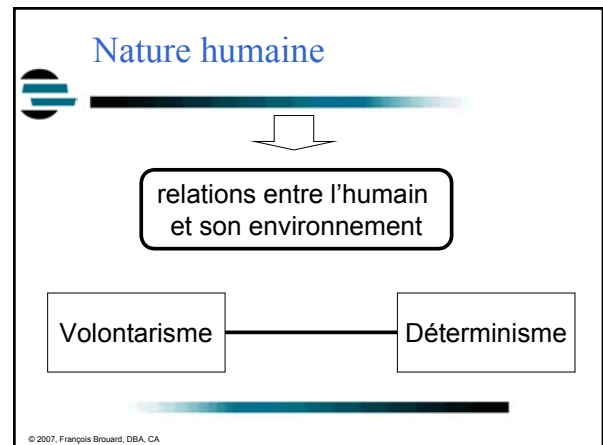 Nature humaine
relations entre l'humain
et son environnement
Volontarisme
Déterminisme
© 2007, François Brouard, DBA, CA